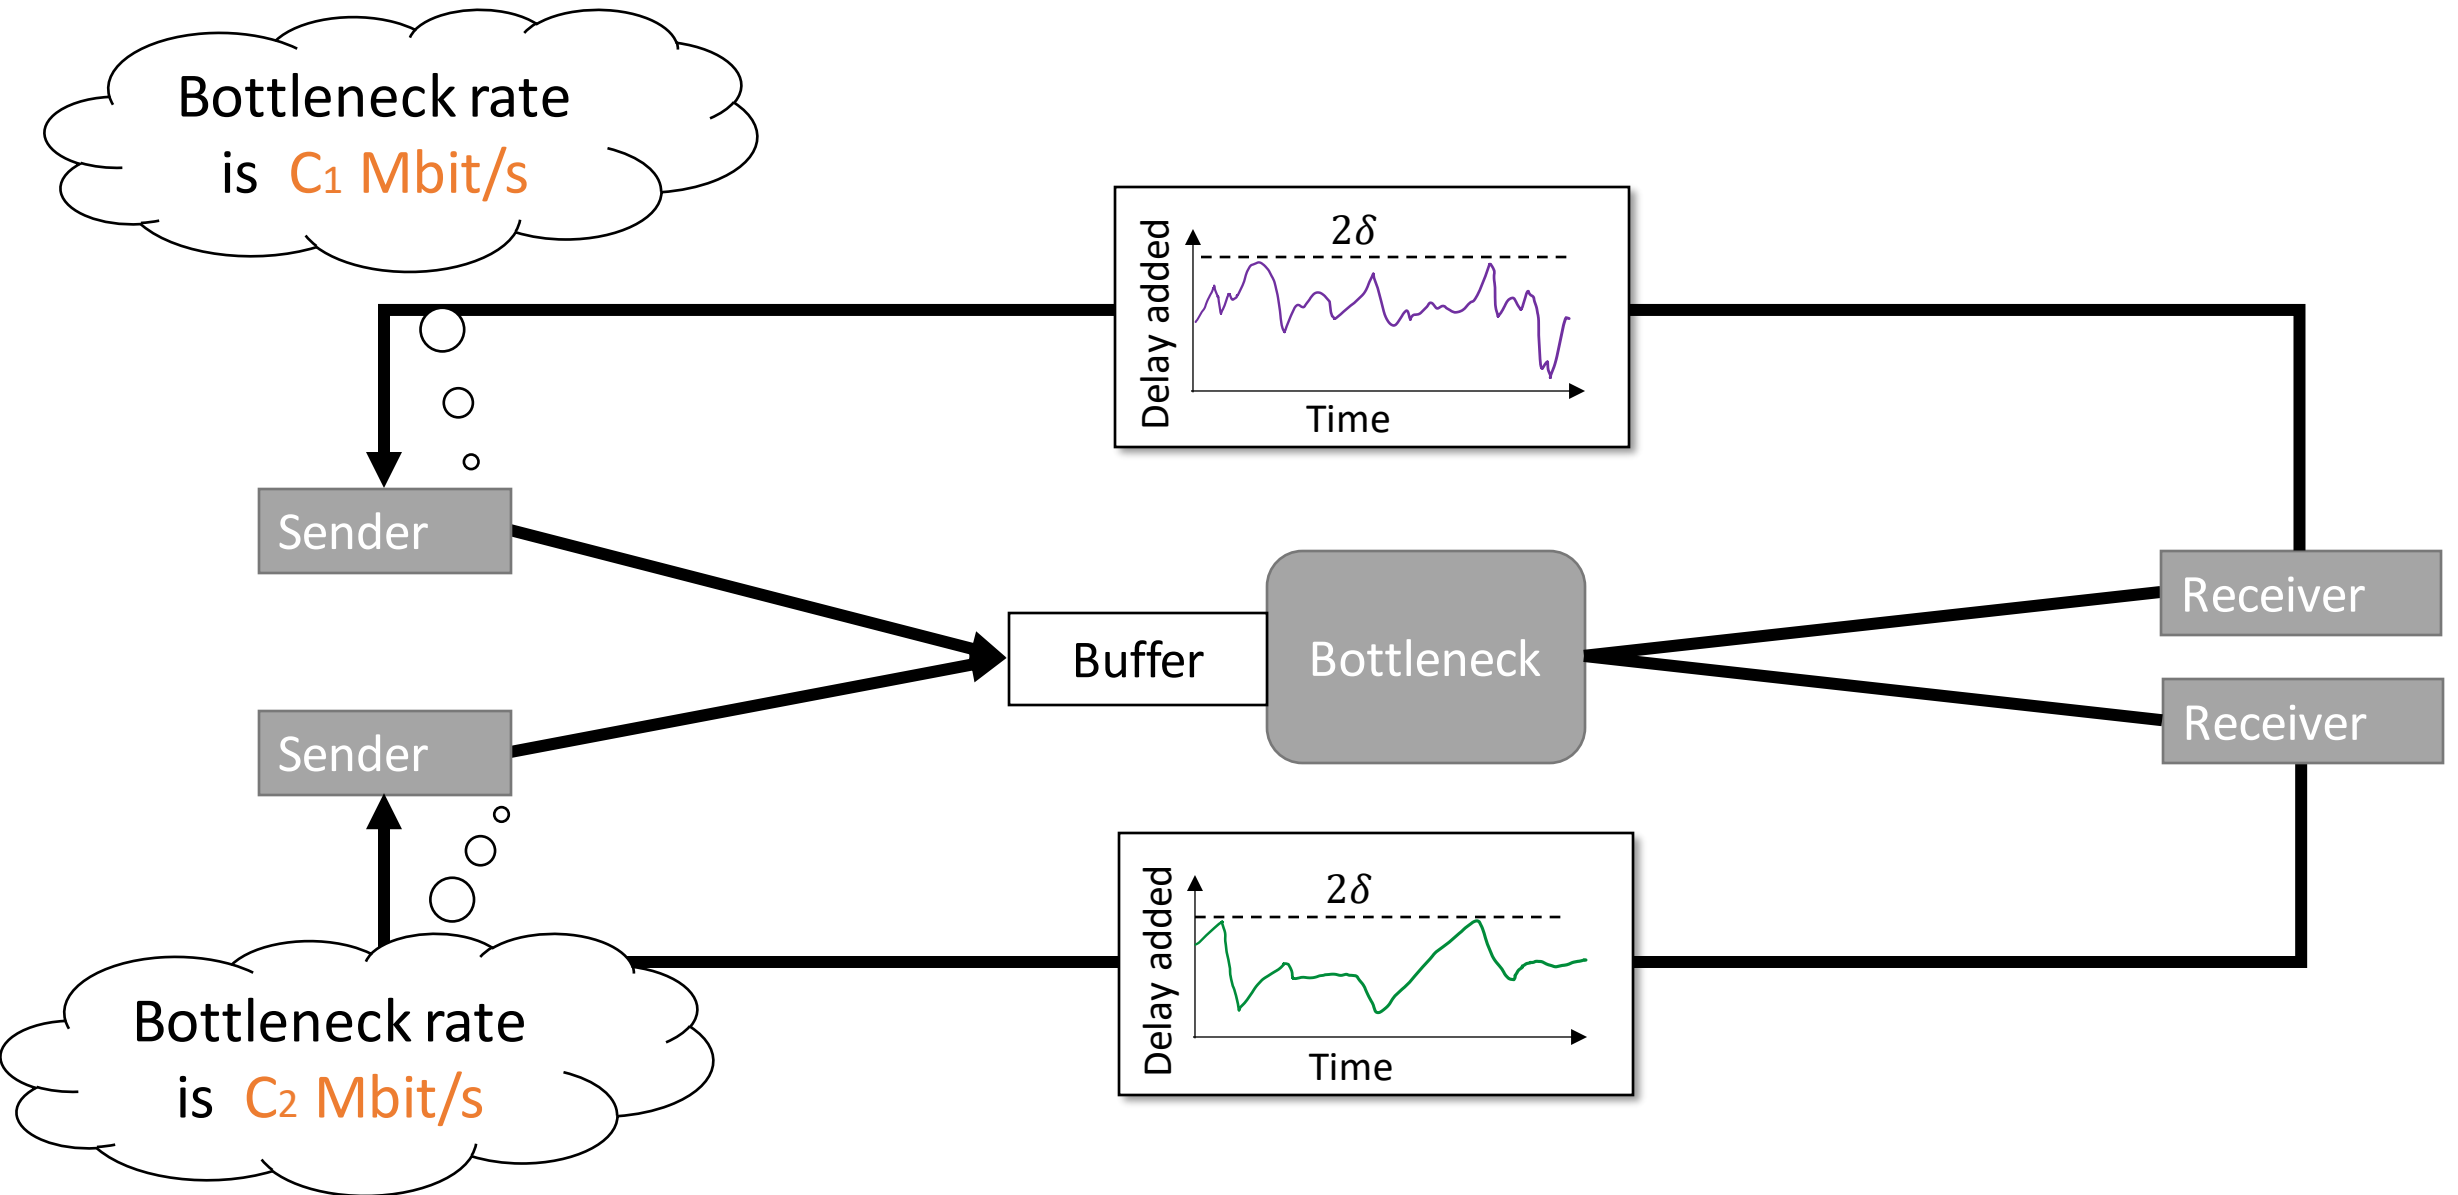 Bottleneck rate
is C₁ Mbit/s
2δ
Delay added
Time
Sender
Receiver
Buffer
Bottleneck
Sender
Receiver
2δ
Delay added
Time
Bottleneck rate
is C₂ Mbit/s